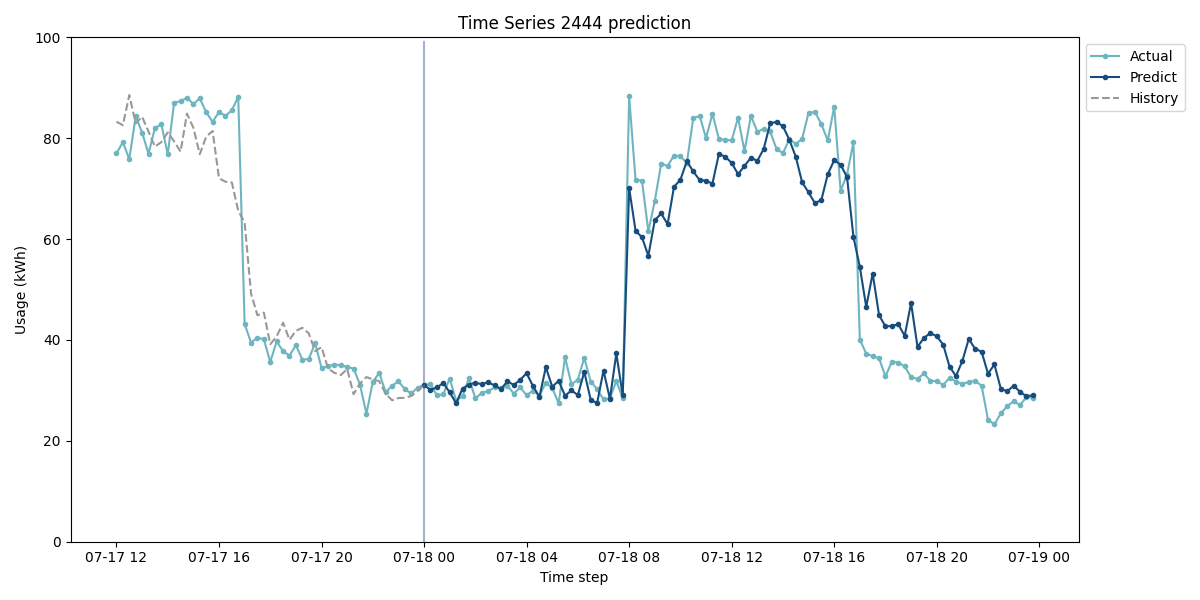 Time Series 2444 prediction
Usage (kWh)
100
80
60
40
20
0
07-17 12
07-17 16
07-17 20
07-18 00
07-18 04
07-18 08
07-18 12
07-18 16
07-18 20
07-19 00
Time step
Actual
Predict
History